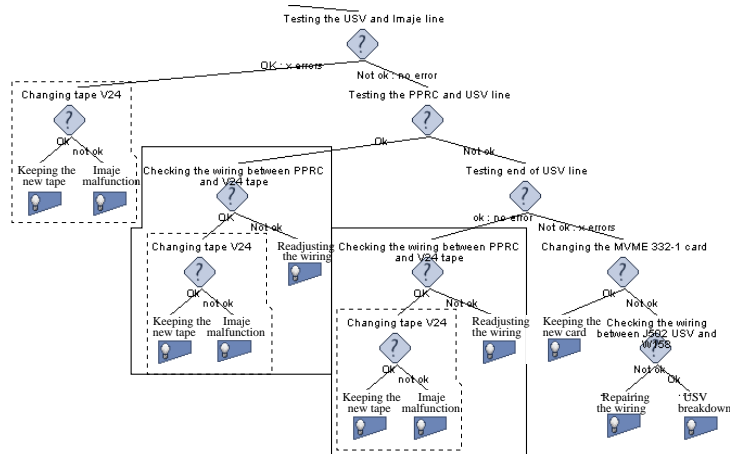 Testing the USV and Imaje line
OK : x errors
Not ok : no error
Changing tape V24
Testing the PPRC and USV line
Ok
not ok
Ok
Not ok
Keeping the
new tape
Imaje
malfunction
Checking the wiring between PPRC
and V24 tape
Testing end of USV line
OK
Not ok
ok : no error
Not ok : x errors
Changing tape V24
Readjusting
the wiring
Checking the wiring between PPRC
and V24 tape
Changing the MVME 332-1 card
Ok
not ok
OK
Not ok
Ok
Not ok
Keeping the
new tape
Imaje
malfunction
Changing tape V24
Readjusting
the wiring
Keeping the
new card
Checking the wiring
between J502 USV and
W158
Ok
not ok
Not ok
Ok
Keeping the
new tape
Imaje
malfunction
Repairing
the wiring
USV
breakdown